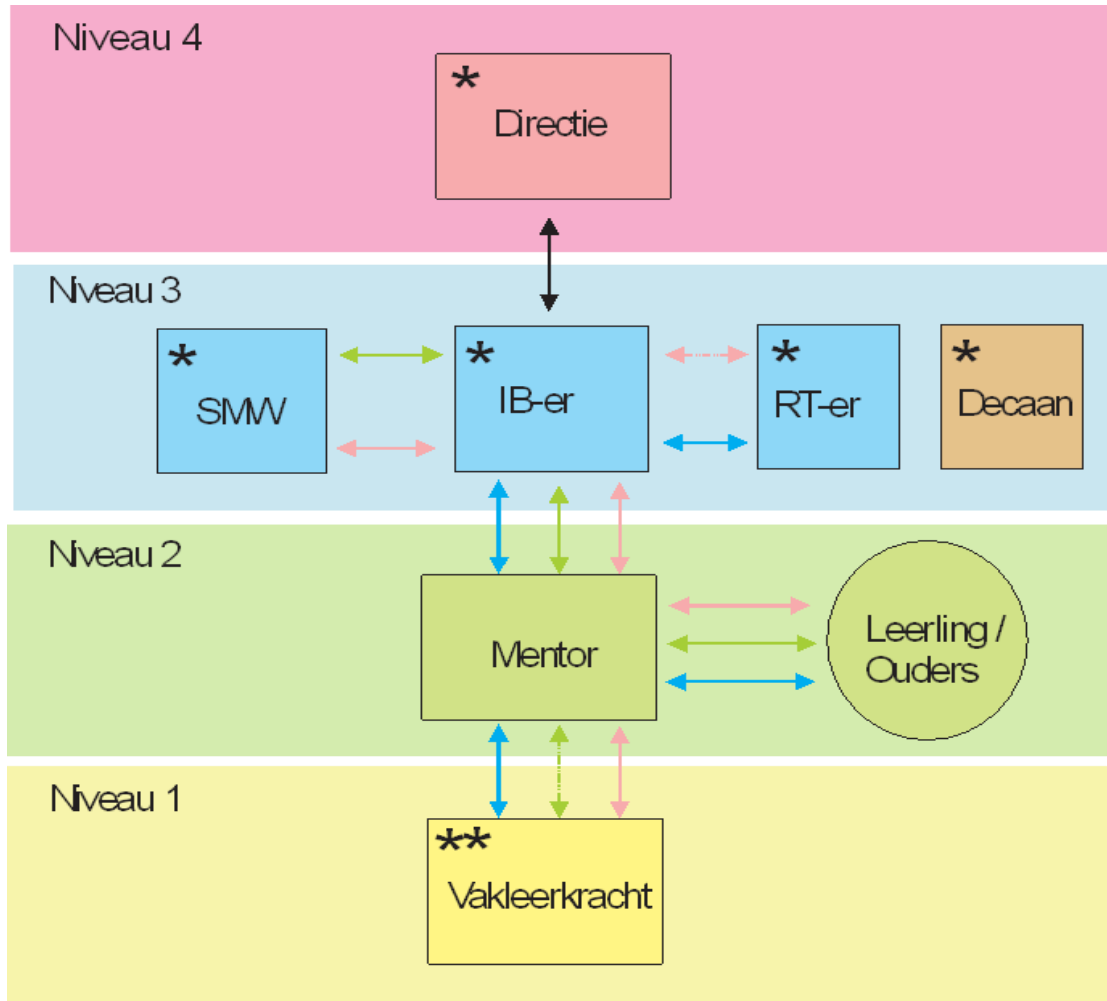 Niveau 4
*
Directie
Niveau 3
*
SMW
*
IB-er
*
RT-er
*
Decaan
Niveau 2
Mentor
Leerling /
Ouders
Niveau 1
**
Vakleerkracht